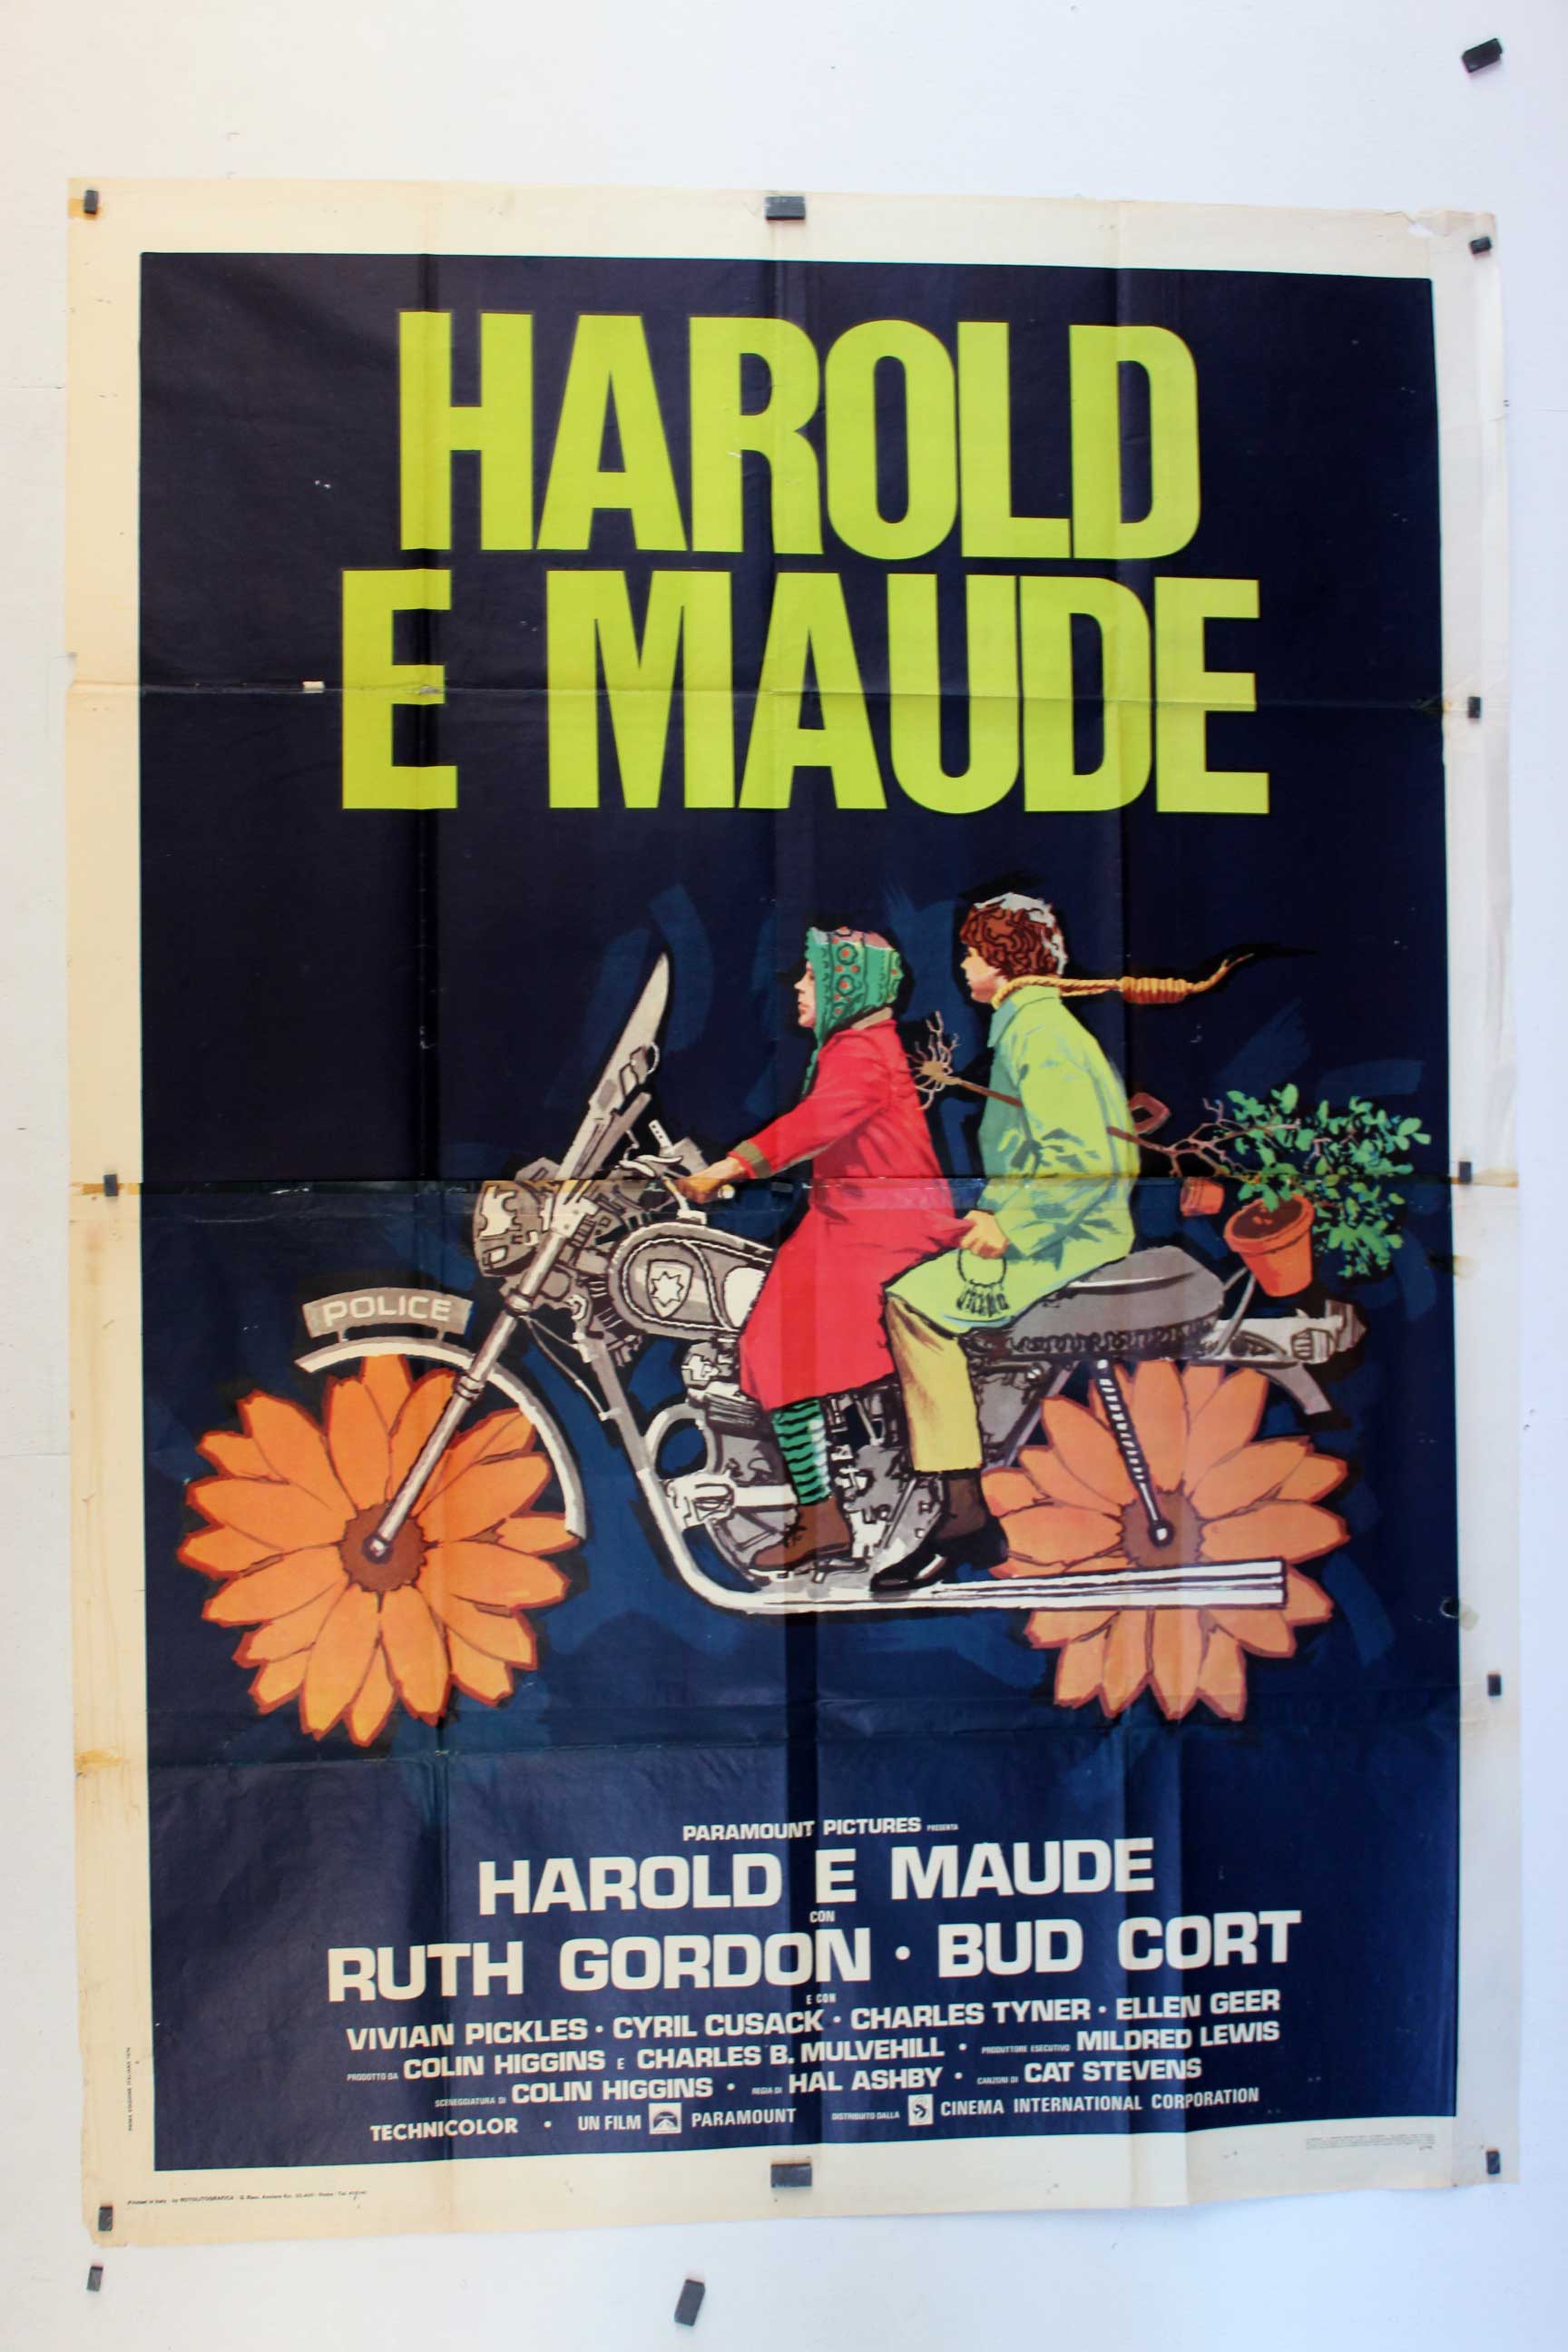 HAROLD
E MAUDE
POLICE
PARAMOUNT PICTURES PRESENTA
HAROLD E MAUDE
CON
RUTH GORDON · BUD CORT
E CON
VIVIAN PICKLES · CYRIL CUSACK · CHARLES TYNER · ELLEN GEER
PRODOTTO DA COLIN HIGGINS E CHARLES B. MULVEHILL · PRODUTTORE ESECUTIVO MILDRED LEWIS
SCENEGGIATURA DI COLIN HIGGINS · REGIA DI HAL ASHBY · CANZONI DI CAT STEVENS
TECHNICOLOR · UN FILM PARAMOUNT DISTRIBUITO DALLA CINEMA INTERNATIONAL CORPORATION